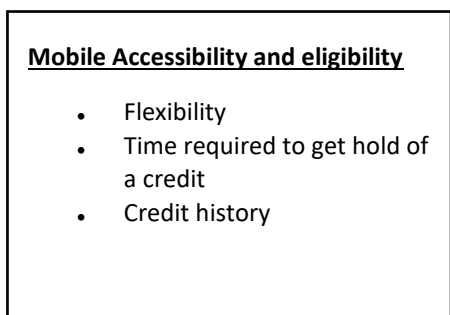 Mobile Accessibility and eligibility
• Flexibility
• Time required to get hold of
a credit
• Credit history